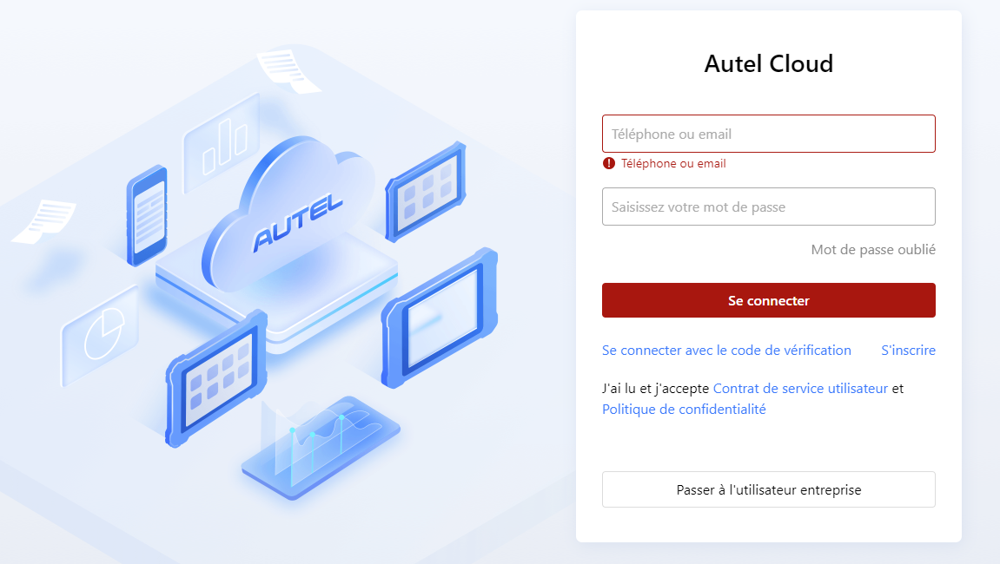 AUTEL
Autel Cloud
Téléphone ou email
Téléphone ou email
Saisissez votre mot de passe
Mot de passe oublié
Se connecter
Se connecter avec le code de vérification S'inscrire
J'ai lu et j'accepte Contrat de service utilisateur et
Politique de confidentialité
Passer à l'utilisateur entreprise